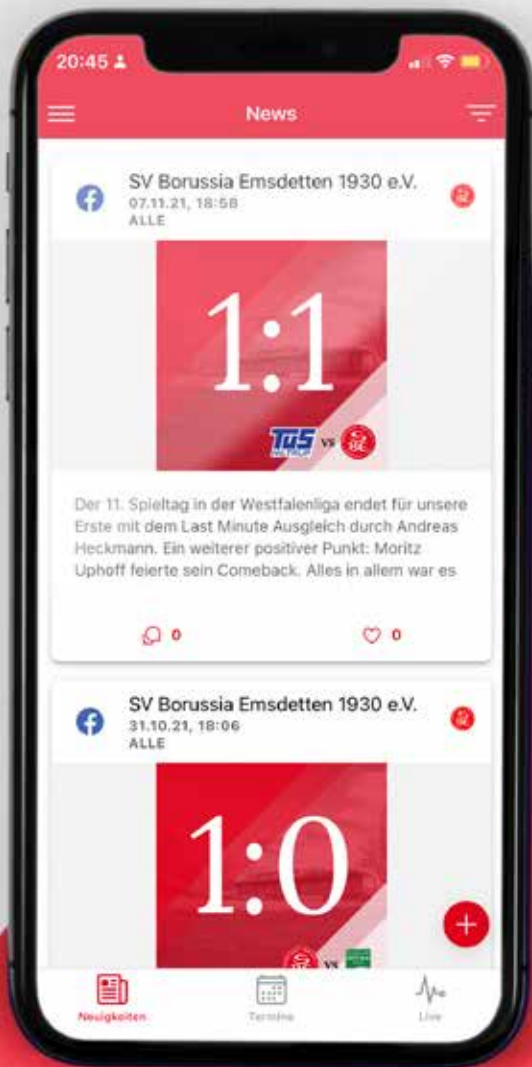 20:45
News
SV Borussia Emsdetten 1930 e.V.
07.11.21, 18:58
ALLE
1:1
TuS
vs
Der 11. Spieltag in der Westfalenliga endet für unsere
Erste mit dem Last Minute Ausgleich durch Andreas
Heckmann. Ein weiterer positiver Punkt: Moritz
Uphoff feierte sein Comeback. Alles in allem war es
0 0
SV Borussia Emsdetten 1930 e.V.
31.10.21, 18:06
ALLE
1:0
vs
Neuigkeiten Termine Live